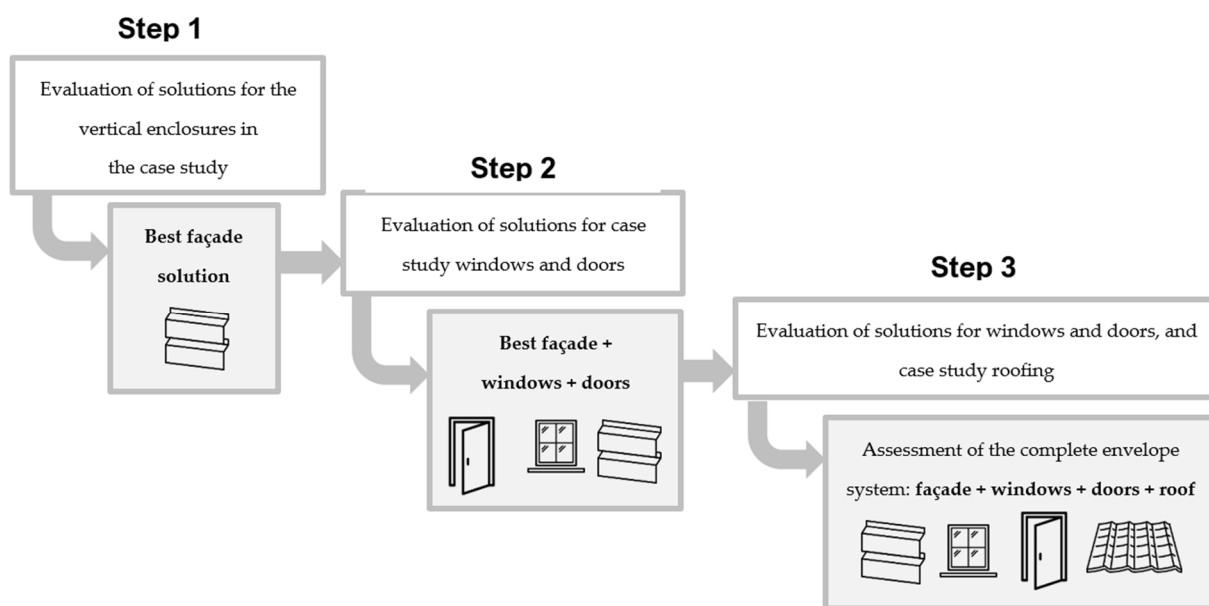 Step 1
Evaluation of solutions for the
vertical enclosures in
the case study
Best façade
solution
Step 2
Evaluation of solutions for case
study windows and doors
Best façade +
windows + doors
Step 3
Evaluation of solutions for windows and doors, and
case study roofing
Assessment of the complete envelope
system: façade + windows + doors + roof